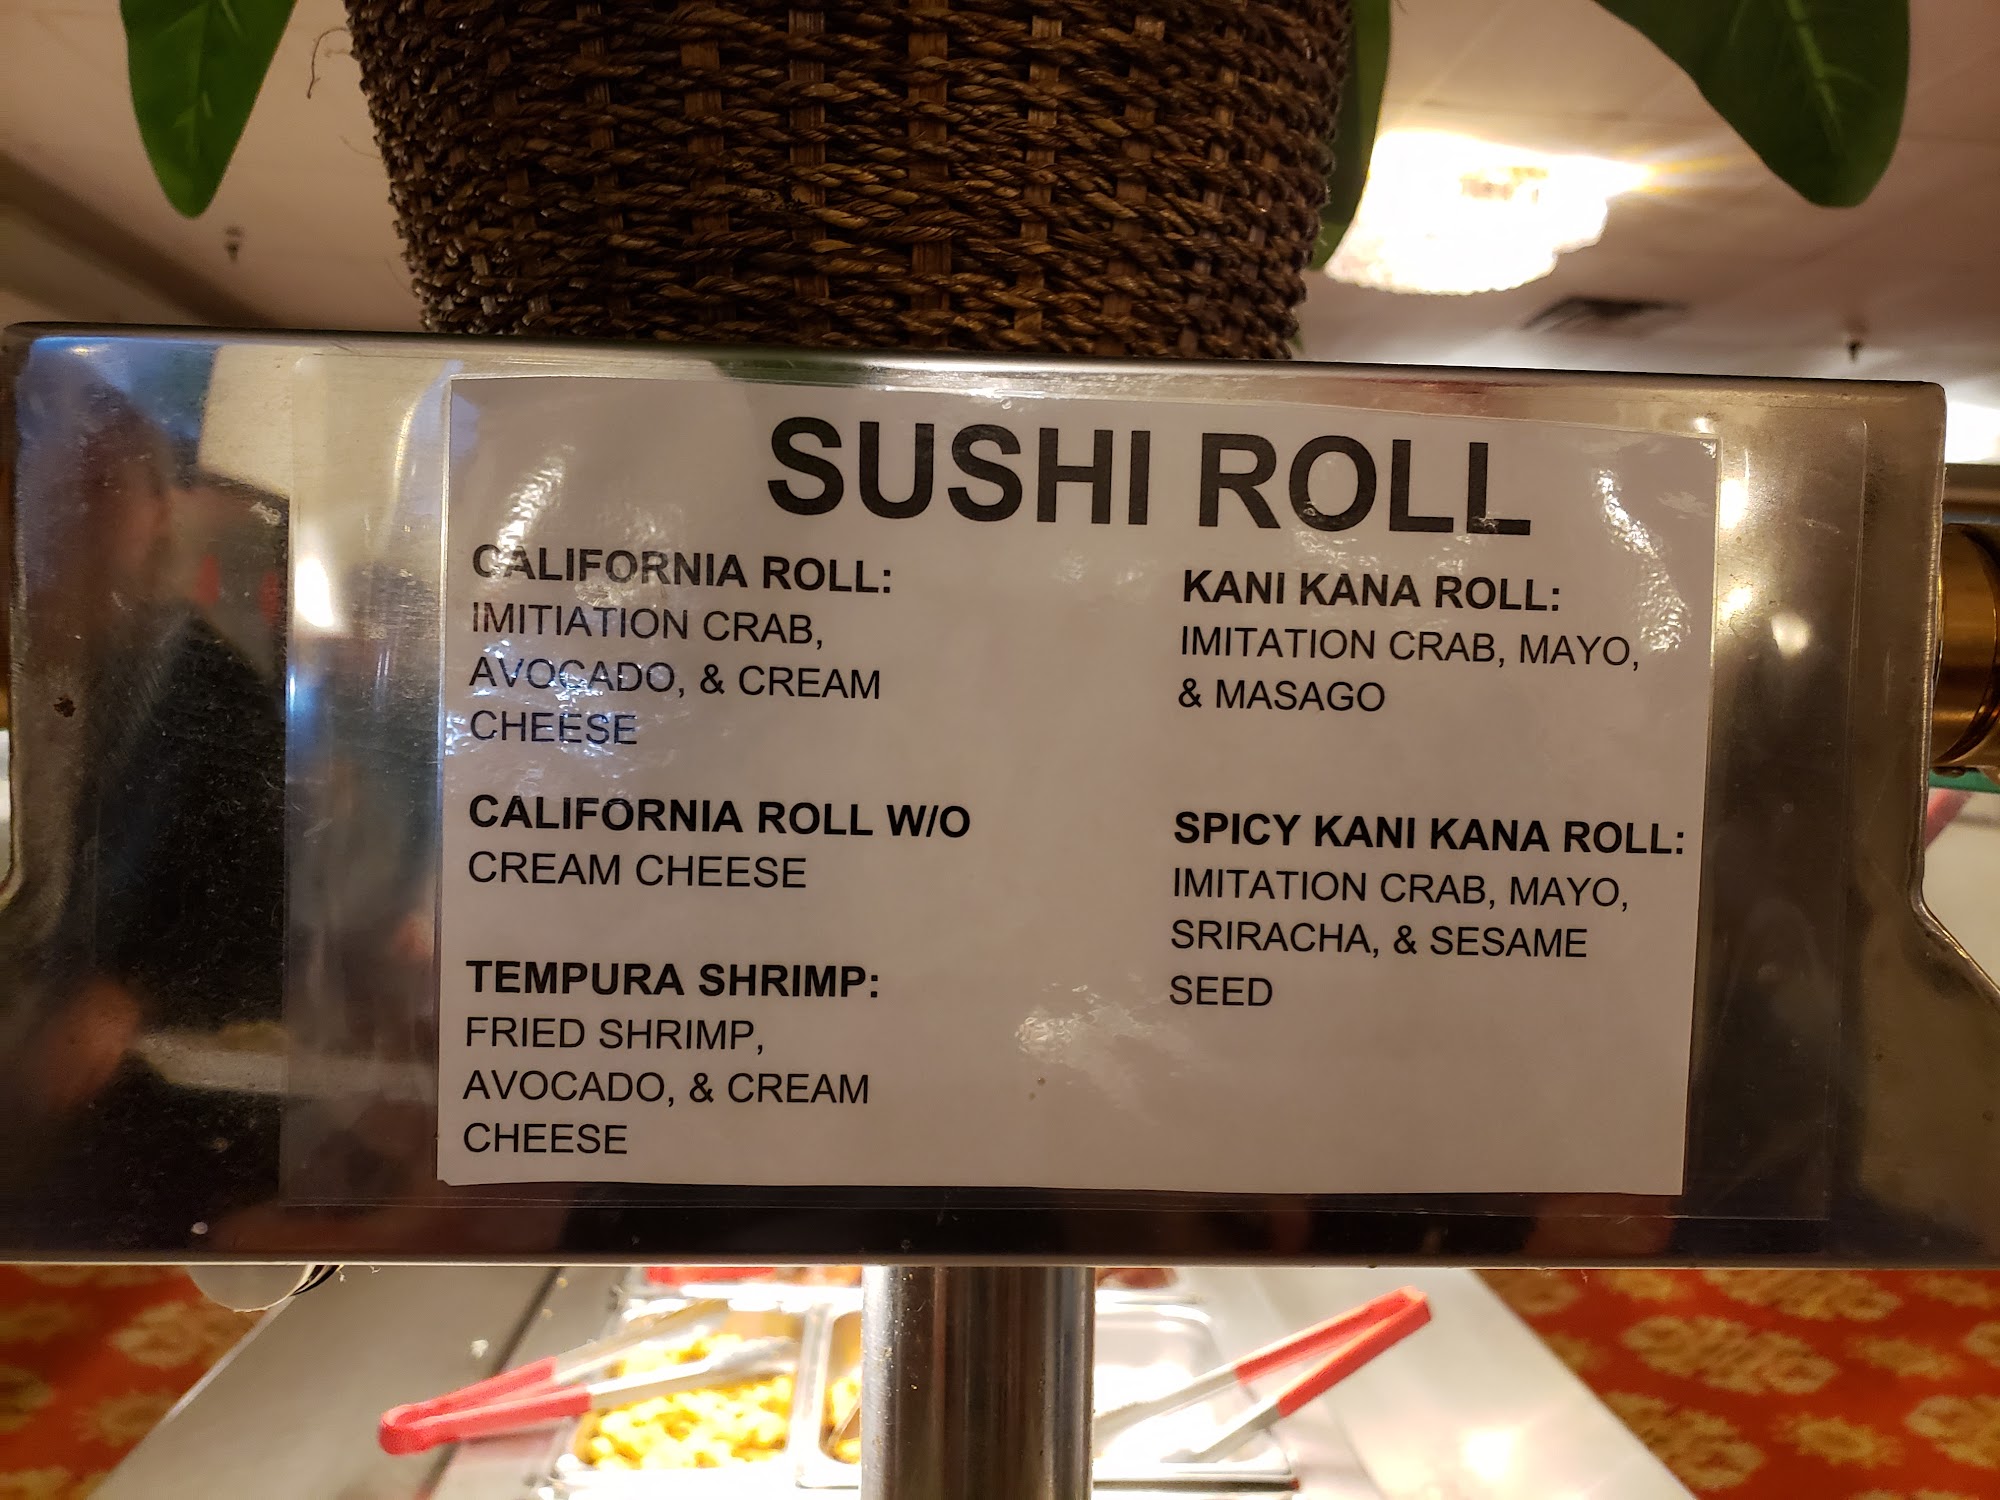 SUSHI ROLL
CALIFORNIA ROLL:
IMITIATION CRAB,
AVOCADO, & CREAM
CHEESE
CALIFORNIA ROLL W/O
CREAM CHEESE
TEMPURA SHRIMP:
FRIED SHRIMP,
AVOCADO, & CREAM
CHEESE
KANI KANA ROLL:
IMITATION CRAB, MAYO,
& MASAGO
SPICY KANI KANA ROLL:
IMITATION CRAB, MAYO,
SRIRACHA, & SESAME
SEED